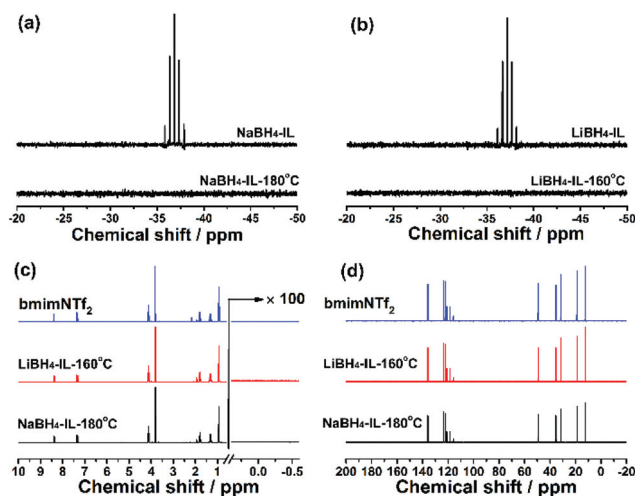 (a)
NaBH₄-IL
NaBH₄-IL-180°C
-20 -25 -30 -35 -40 -45 -50
Chemical shift / ppm
(b)
LiBH₄-IL
LiBH₄-IL-160°C
-20 -25 -30 -35 -40 -45 -50
Chemical shift / ppm
(c)
× 100
bmimNTf₂
LiBH₄-IL-160°C
NaBH₄-IL-180°C
10 9 8 7 6 5 4 3 2 1 0.0 -0.5
Chemical shift / ppm
(d)
bmimNTf₂
LiBH₄-IL-160°C
NaBH₄-IL-180°C
200 180 160 140 120 100 80 60 40 20 0 -20
Chemical shift / ppm